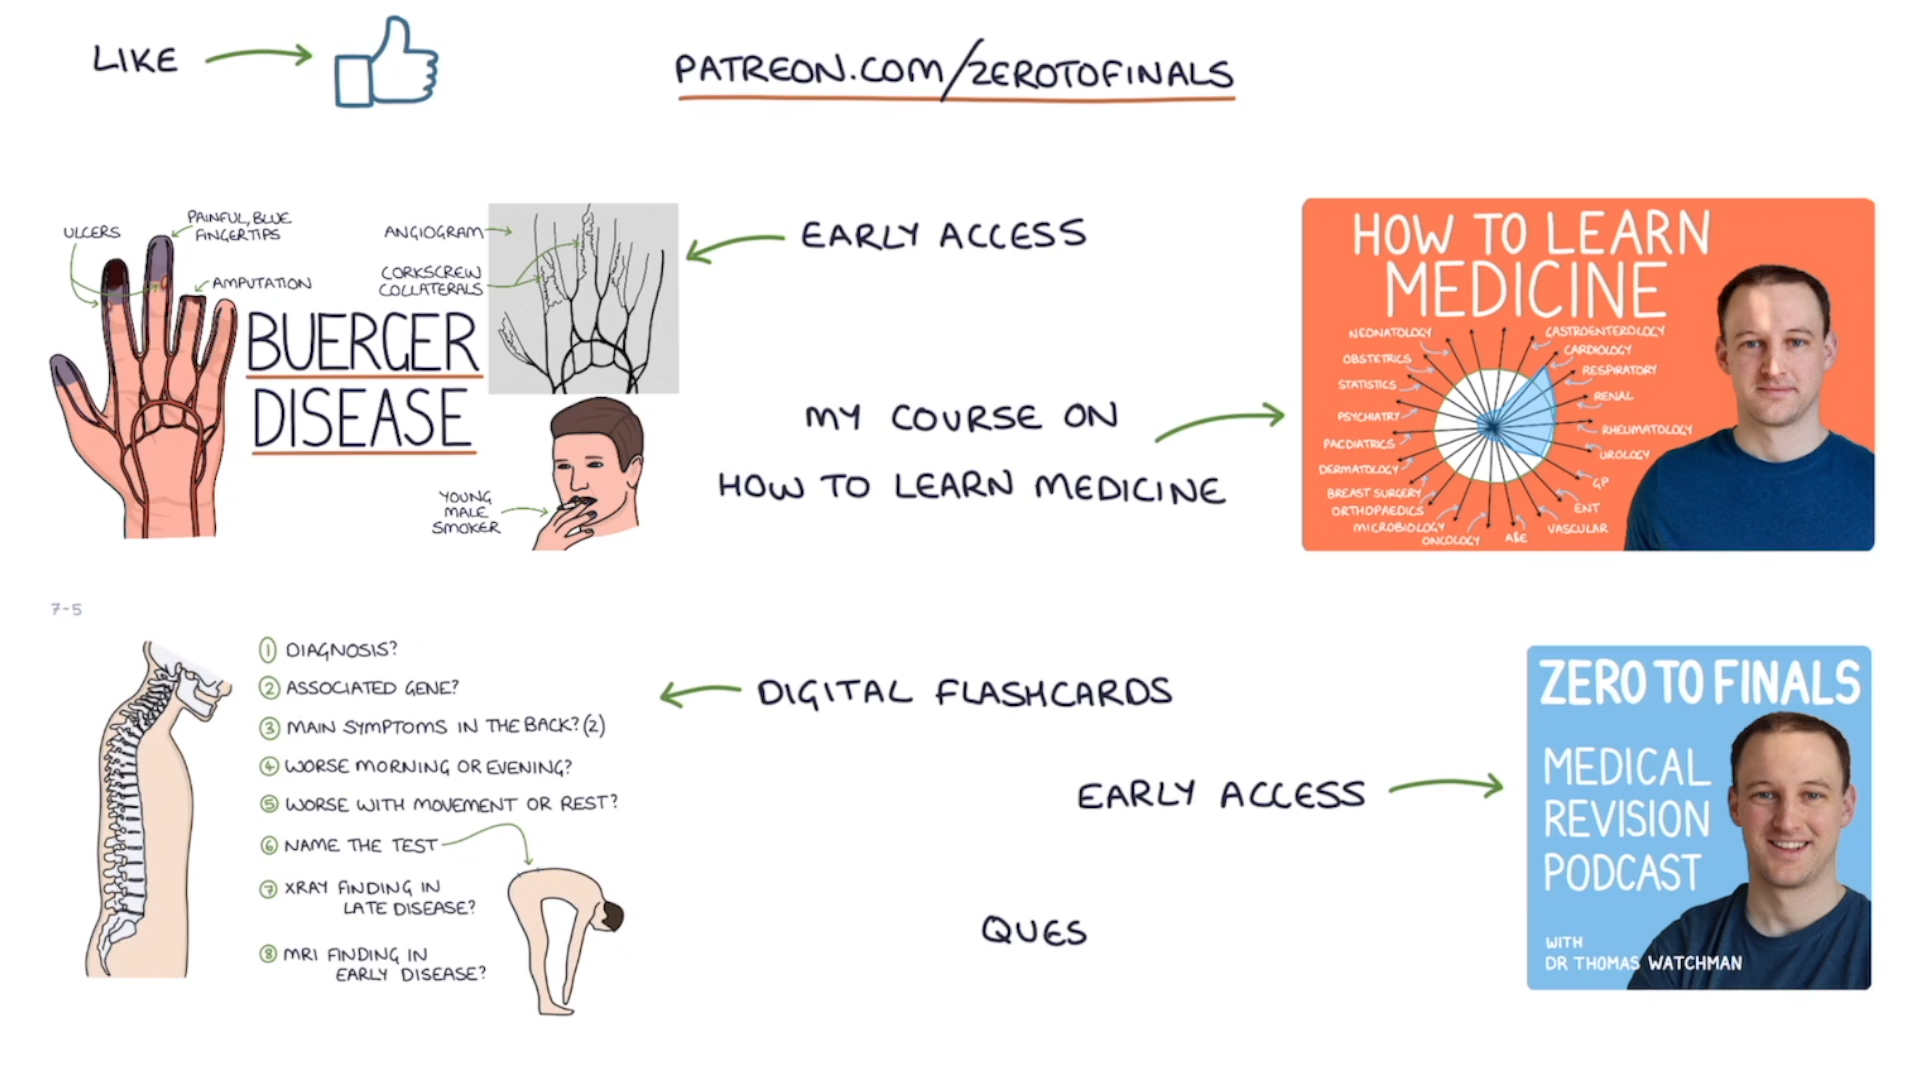 LIKE
PATREON.COM/ZEROTOFINALS
ULCERS
PAINFUL, BLUE
FINGERTIPS
AMPUTATION
BUERGER
DISEASE
ANGIOGRAM
CORKSCREW
COLLATERALS
YOUNG
MALE
SMOKER
EARLY ACCESS
MY COURSE ON
HOW TO LEARN MEDICINE
HOW TO LEARN
MEDICINE
NEONATOLOGY
OBSTETRICS
STATISTICS
PSYCHIATRY
PAEDIATRICS
DERMATOLOGY
BREAST SURGERY
ORTHOPAEDICS
MICROBIOLOGY
ONCOLOGY
A&E
VASCULAR
ENT
GP
UROLOGY
RHEUMATOLOGY
RENAL
RESPIRATORY
CARDIOLOGY
GASTROENTEROLOGY
7-5
1 DIAGNOSIS?
2 ASSOCIATED GENE?
3 MAIN SYMPTOMS IN THE BACK? (2)
4 WORSE MORNING OR EVENING?
5 WORSE WITH MOVEMENT OR REST?
6 NAME THE TEST
7 XRAY FINDING IN
LATE DISEASE?
8 MRI FINDING IN
EARLY DISEASE?
DIGITAL FLASHCARDS
EARLY ACCESS
QUES
ZERO TO FINALS
MEDICAL
REVISION
PODCAST
WITH
DR THOMAS WATCHMAN